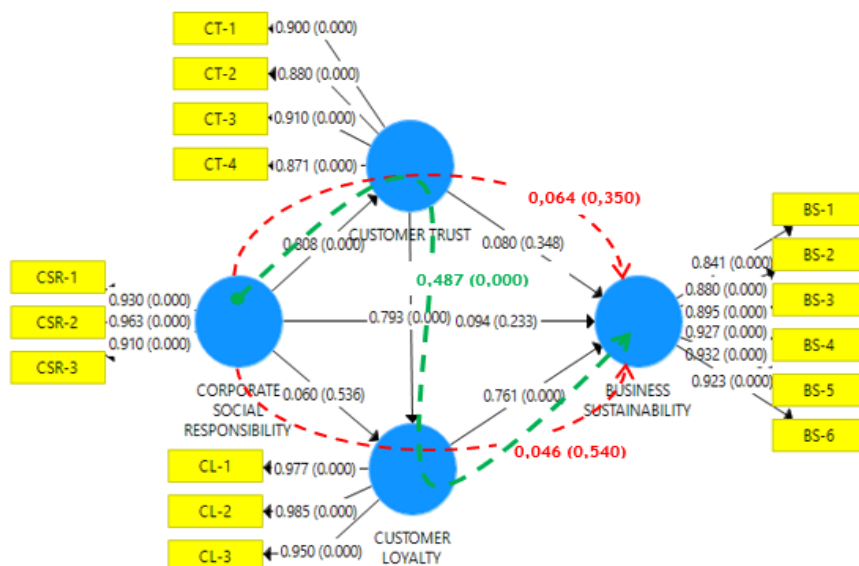 CT-1
0.900 (0.000)
CT-2
0.880 (0.000)
CT-3
0.910 (0.000)
CT-4
0.871 (0.000)
0,064 (0,350)
CUSTOMER TRUST
0.808 (0.000)
0.080 (0.348)
BS-1
0.841 (0.000)
BS-2
0.880 (0.000)
BS-3
0.895 (0.000)
0.927 (0.000)
BS-4
0.932 (0.000)
0.923 (0.000)
BS-5
BS-6
CSR-1
0.930 (0.000)
CSR-2
0.963 (0.000)
0.910 (0.000)
CSR-3
0,487 (0,000)
0.793 (0.000)
0.094 (0.233)
CORPORATE
SOCIAL
RESPONSIBILITY
0.060 (0.536)
0.761 (0.000)
BUSINESS
SUSTAINABILITY
0,046 (0,540)
CL-1
0.977 (0.000)
CL-2
0.985 (0.000)
CL-3
0.950 (0.000)
CUSTOMER
LOYALTY